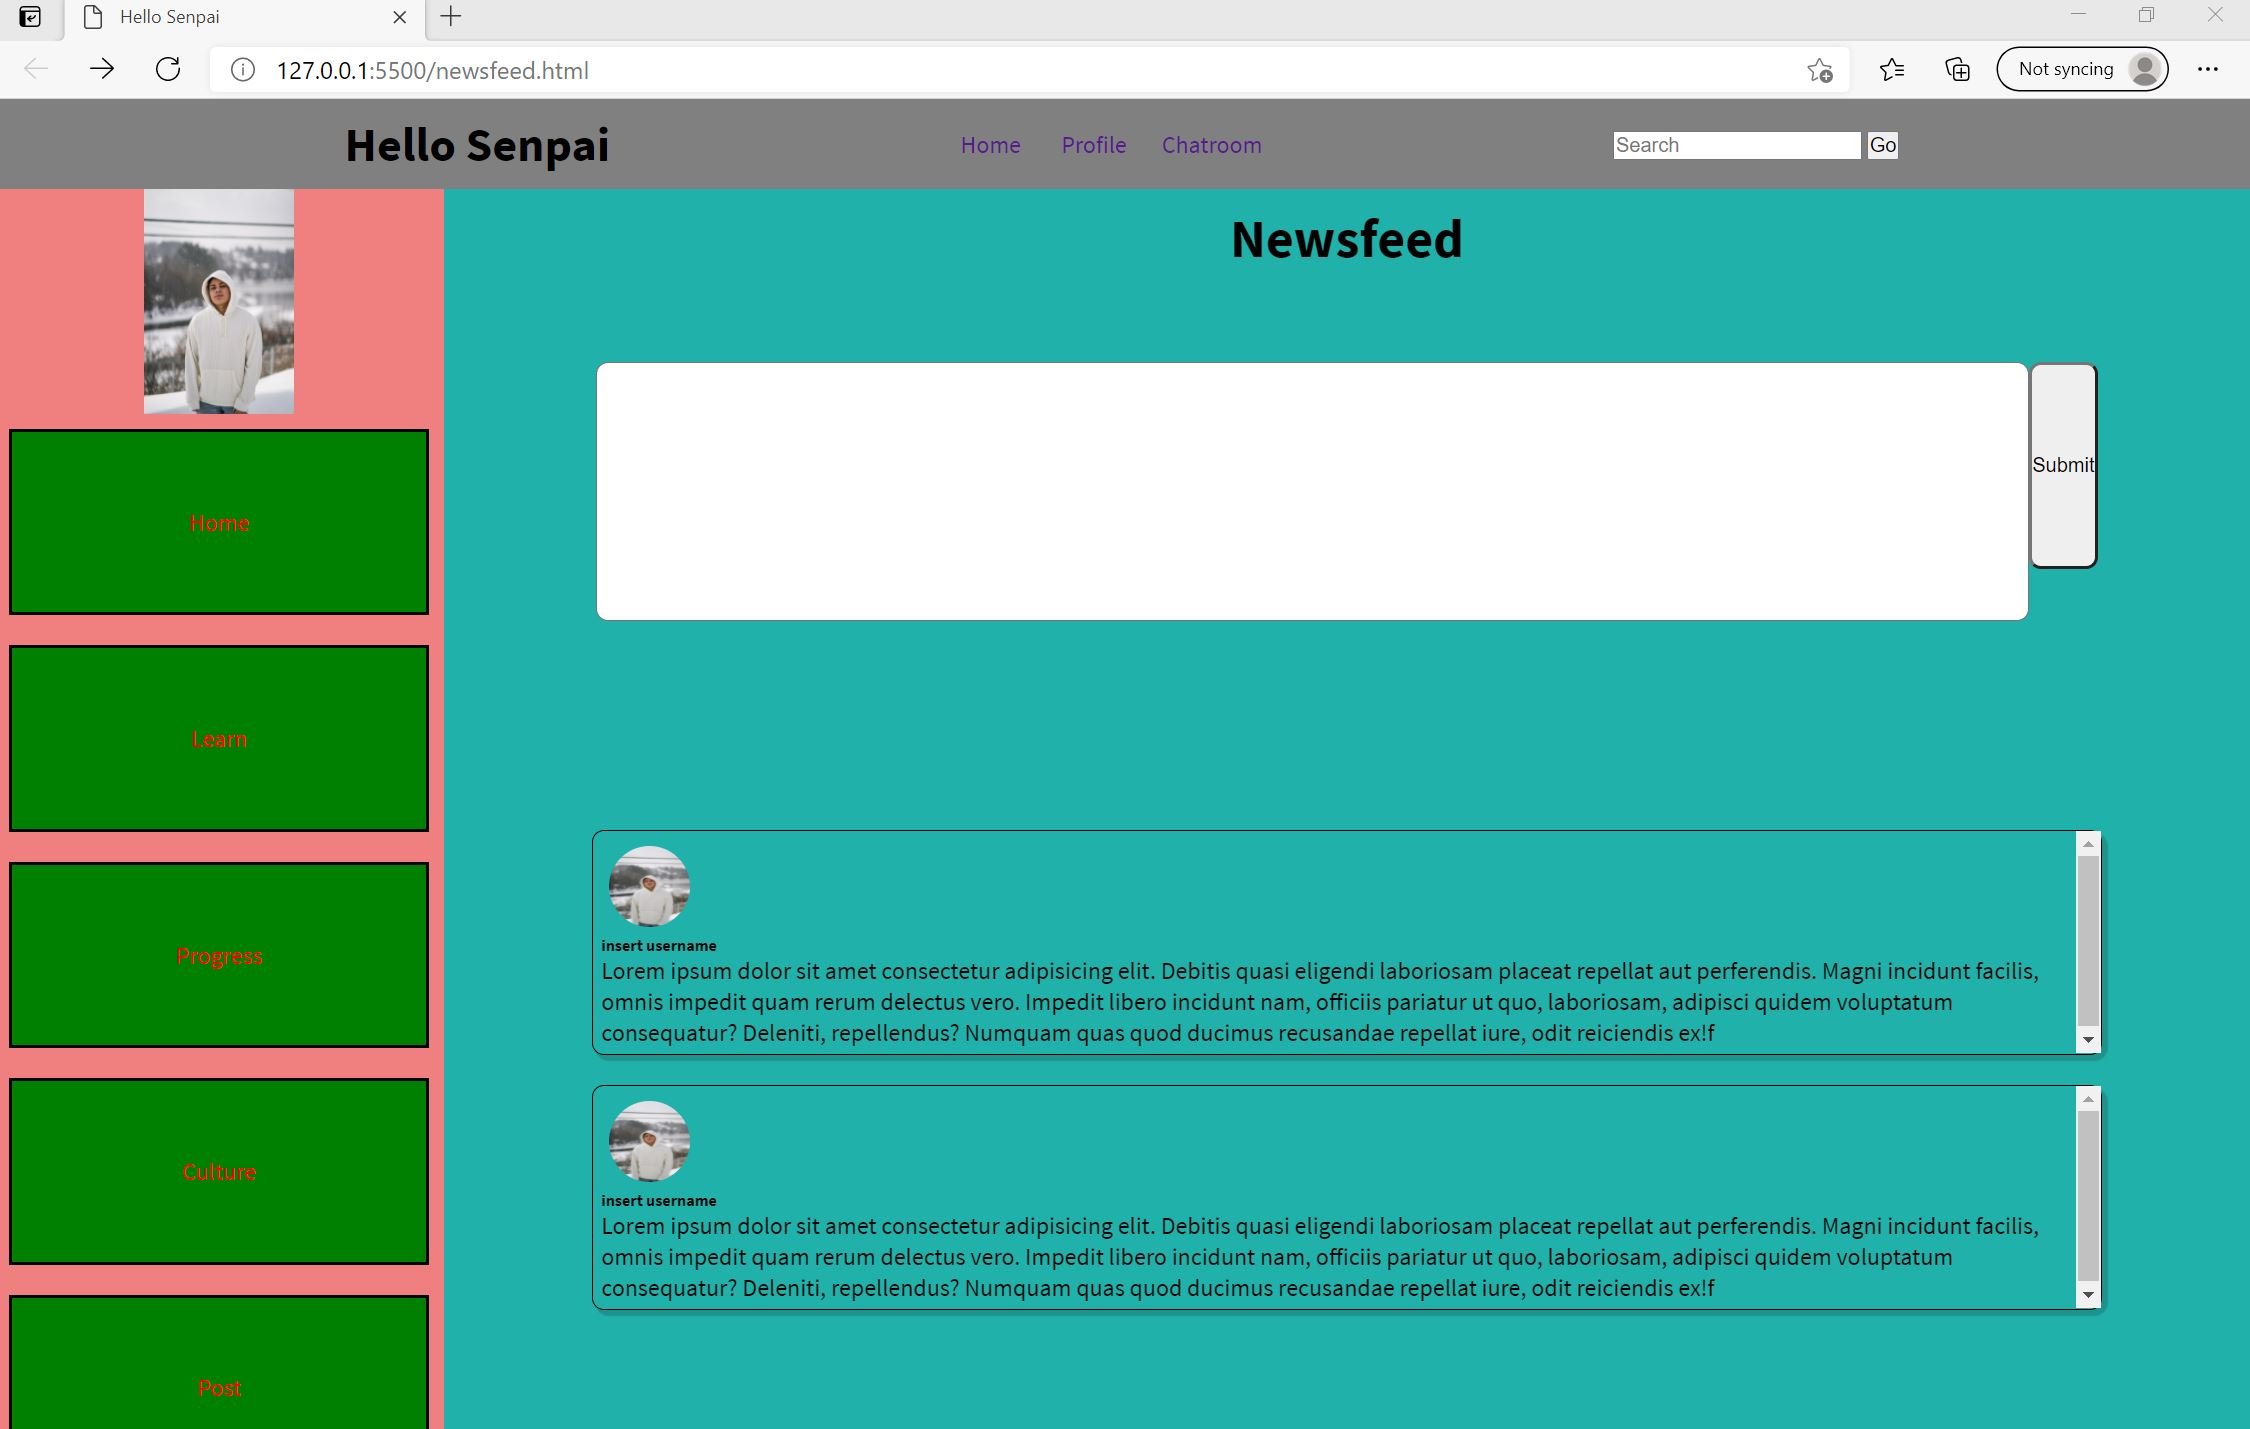 Hello Senpai
127.0.0.1:5500/newsfeed.html
Not syncing
Hello Senpai
Home Profile Chatroom
Search Go
Newsfeed
Submit
Home
Learn
Progress
Culture
Post
insert username
Lorem ipsum dolor sit amet consectetur adipisicing elit. Debitis quasi eligendi laboriosam placeat repellat aut perferendis. Magni incidunt facilis,
omnis impedit quam rerum delectus vero. Impedit libero incidunt nam, officiis pariatur ut quo, laboriosam, adipisci quidem voluptatum
consequatur? Deleniti, repellendus? Numquam quas quod ducimus recusandae repellat iure, odit reiciendis ex!f
insert username
Lorem ipsum dolor sit amet consectetur adipisicing elit. Debitis quasi eligendi laboriosam placeat repellat aut perferendis. Magni incidunt facilis,
omnis impedit quam rerum delectus vero. Impedit libero incidunt nam, officiis pariatur ut quo, laboriosam, adipisci quidem voluptatum
consequatur? Deleniti, repellendus? Numquam quas quod ducimus recusandae repellat iure, odit reiciendis ex!f